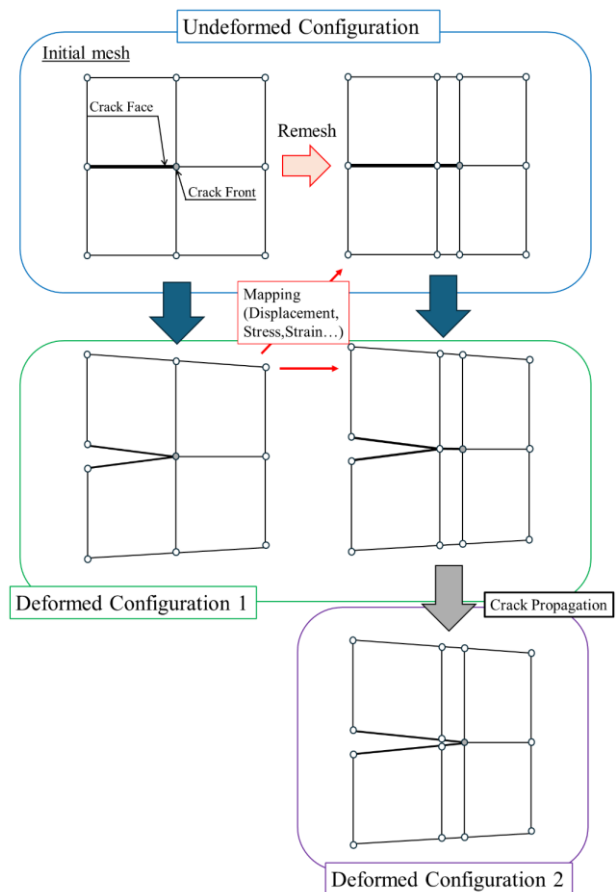 Undeformed Configuration
Initial mesh
Crack Face
Remesh
Crack Front
Mapping
(Displacement,
Stress,Strain…)
Deformed Configuration 1
Crack Propagation
Deformed Configuration 2